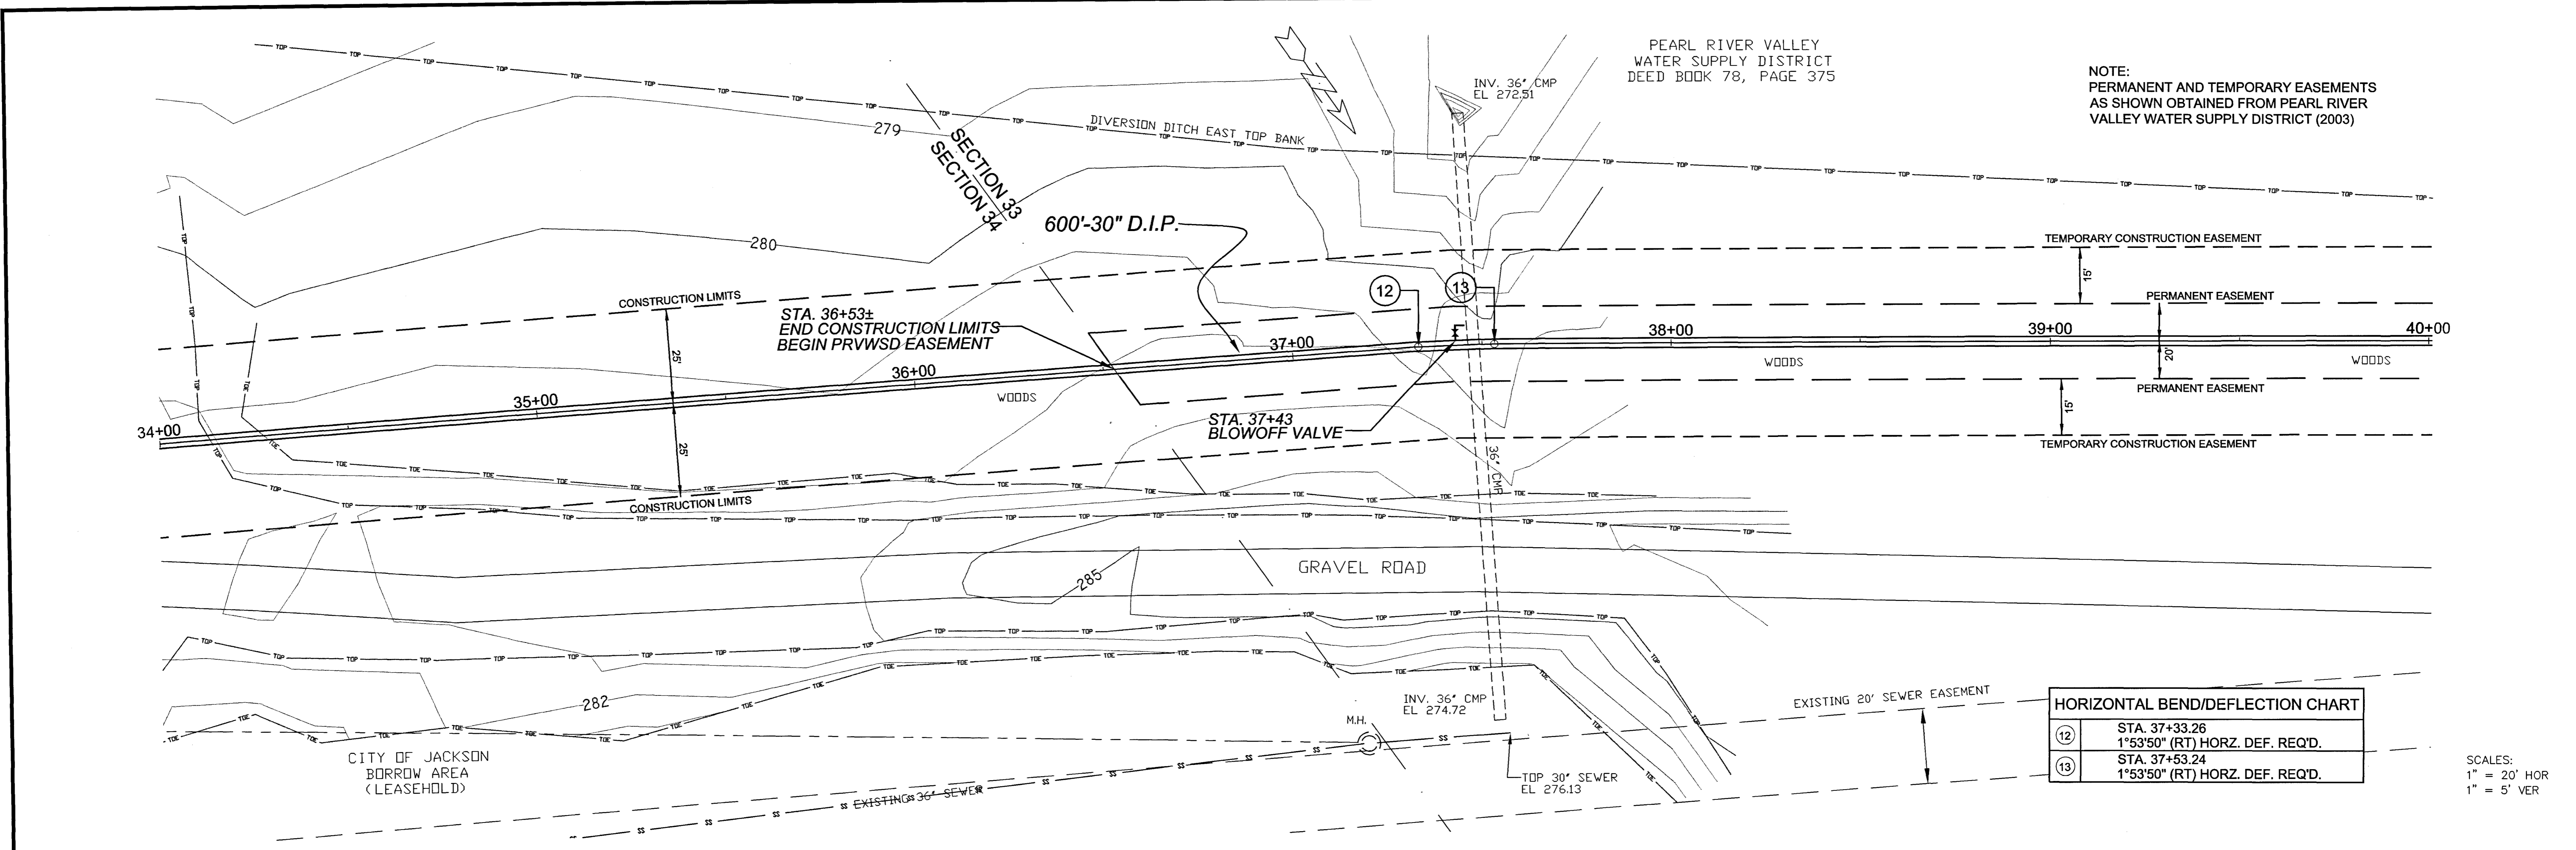 PEARL RIVER VALLEY
WATER SUPPLY DISTRICT
DEED BOOK 78, PAGE 375
NOTE:
PERMANENT AND TEMPORARY EASEMENTS
AS SHOWN OBTAINED FROM PEARL RIVER
VALLEY WATER SUPPLY DISTRICT (2003)
INV. 36" CMP
EL 272.51
DIVERSION DITCH EAST TOP BANK
279
SECTION 33
SECTION 34
280
600'-30" D.I.P.
TEMPORARY CONSTRUCTION EASEMENT
15'
PERMANENT EASEMENT
CONSTRUCTION LIMITS
25'
STA. 36+53±
END CONSTRUCTION LIMITS
BEGIN PRVWSD EASEMENT
12
13
34+00
35+00
36+00
37+00
38+00
39+00
40+00
WOODS
WOODS
WOODS
20'
PERMANENT EASEMENT
15'
TEMPORARY CONSTRUCTION EASEMENT
STA. 37+43
BLOWOFF VALVE
25'
CONSTRUCTION LIMITS
36" CMP
TOP
TOE
GRAVEL ROAD
285
282
INV. 36" CMP
EL 274.72
M.H.
EXISTING 20' SEWER EASEMENT
CITY OF JACKSON
BORROW AREA
(LEASEHOLD)
SS
EXISTING 36" SEWER
TOP 30" SEWER
EL 276.13
HORIZONTAL BEND/DEFLECTION CHART
12 STA. 37+33.26
1°53'50" (RT) HORZ. DEF. REQ'D.
13 STA. 37+53.24
1°53'50" (RT) HORZ. DEF. REQ'D.
SCALES:
1" = 20' HOR
1" = 5' VER